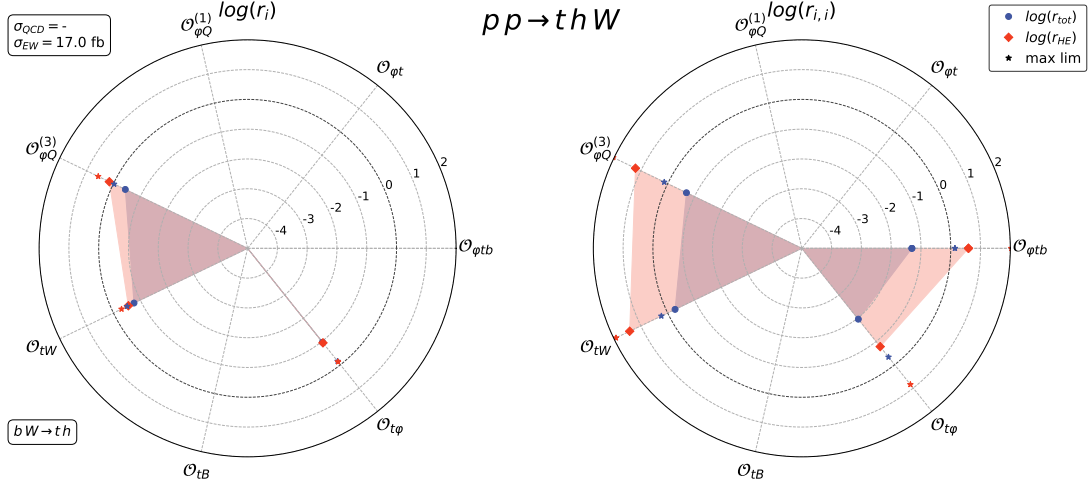 p p → t h W
σ_QCD = -
σ_EW = 17.0 fb
log(r_i)
𝒪_φQ^(1)
𝒪_φt
𝒪_φQ^(3)
2
1
0
-1
-2
-3
-4
𝒪_φtb
𝒪_tW
𝒪_tφ
𝒪_tB
b W → t h
log(r_i,i)
𝒪_φQ^(1)
𝒪_φt
𝒪_φQ^(3)
2
1
0
-1
-2
-3
-4
𝒪_φtb
𝒪_tW
𝒪_tφ
𝒪_tB
log(r_tot)
log(r_HE)
max lim